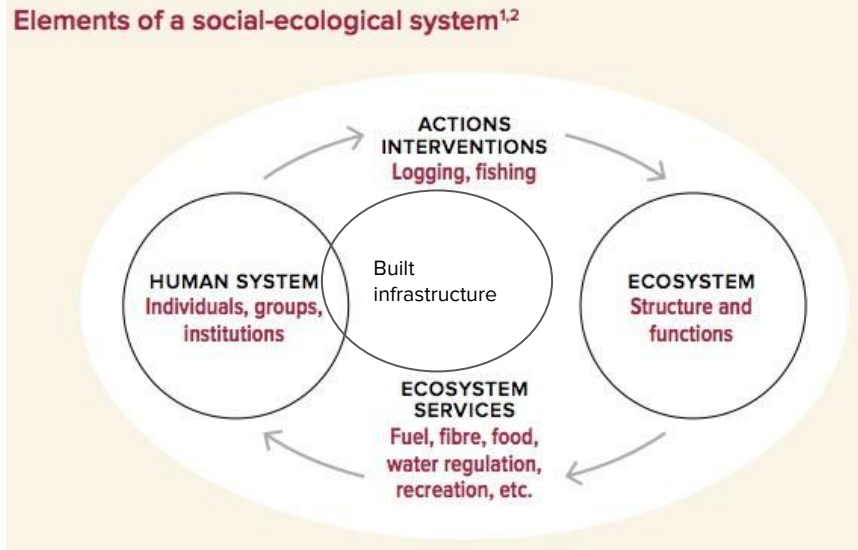 Elements of a social-ecological system1,2
ACTIONS
INTERVENTIONS
Logging, fishing
HUMAN SYSTEM
Individuals, groups,
institutions
Built
infrastructure
ECOSYSTEM
Structure and
functions
ECOSYSTEM
SERVICES
Fuel, fibre, food,
water regulation,
recreation, etc.